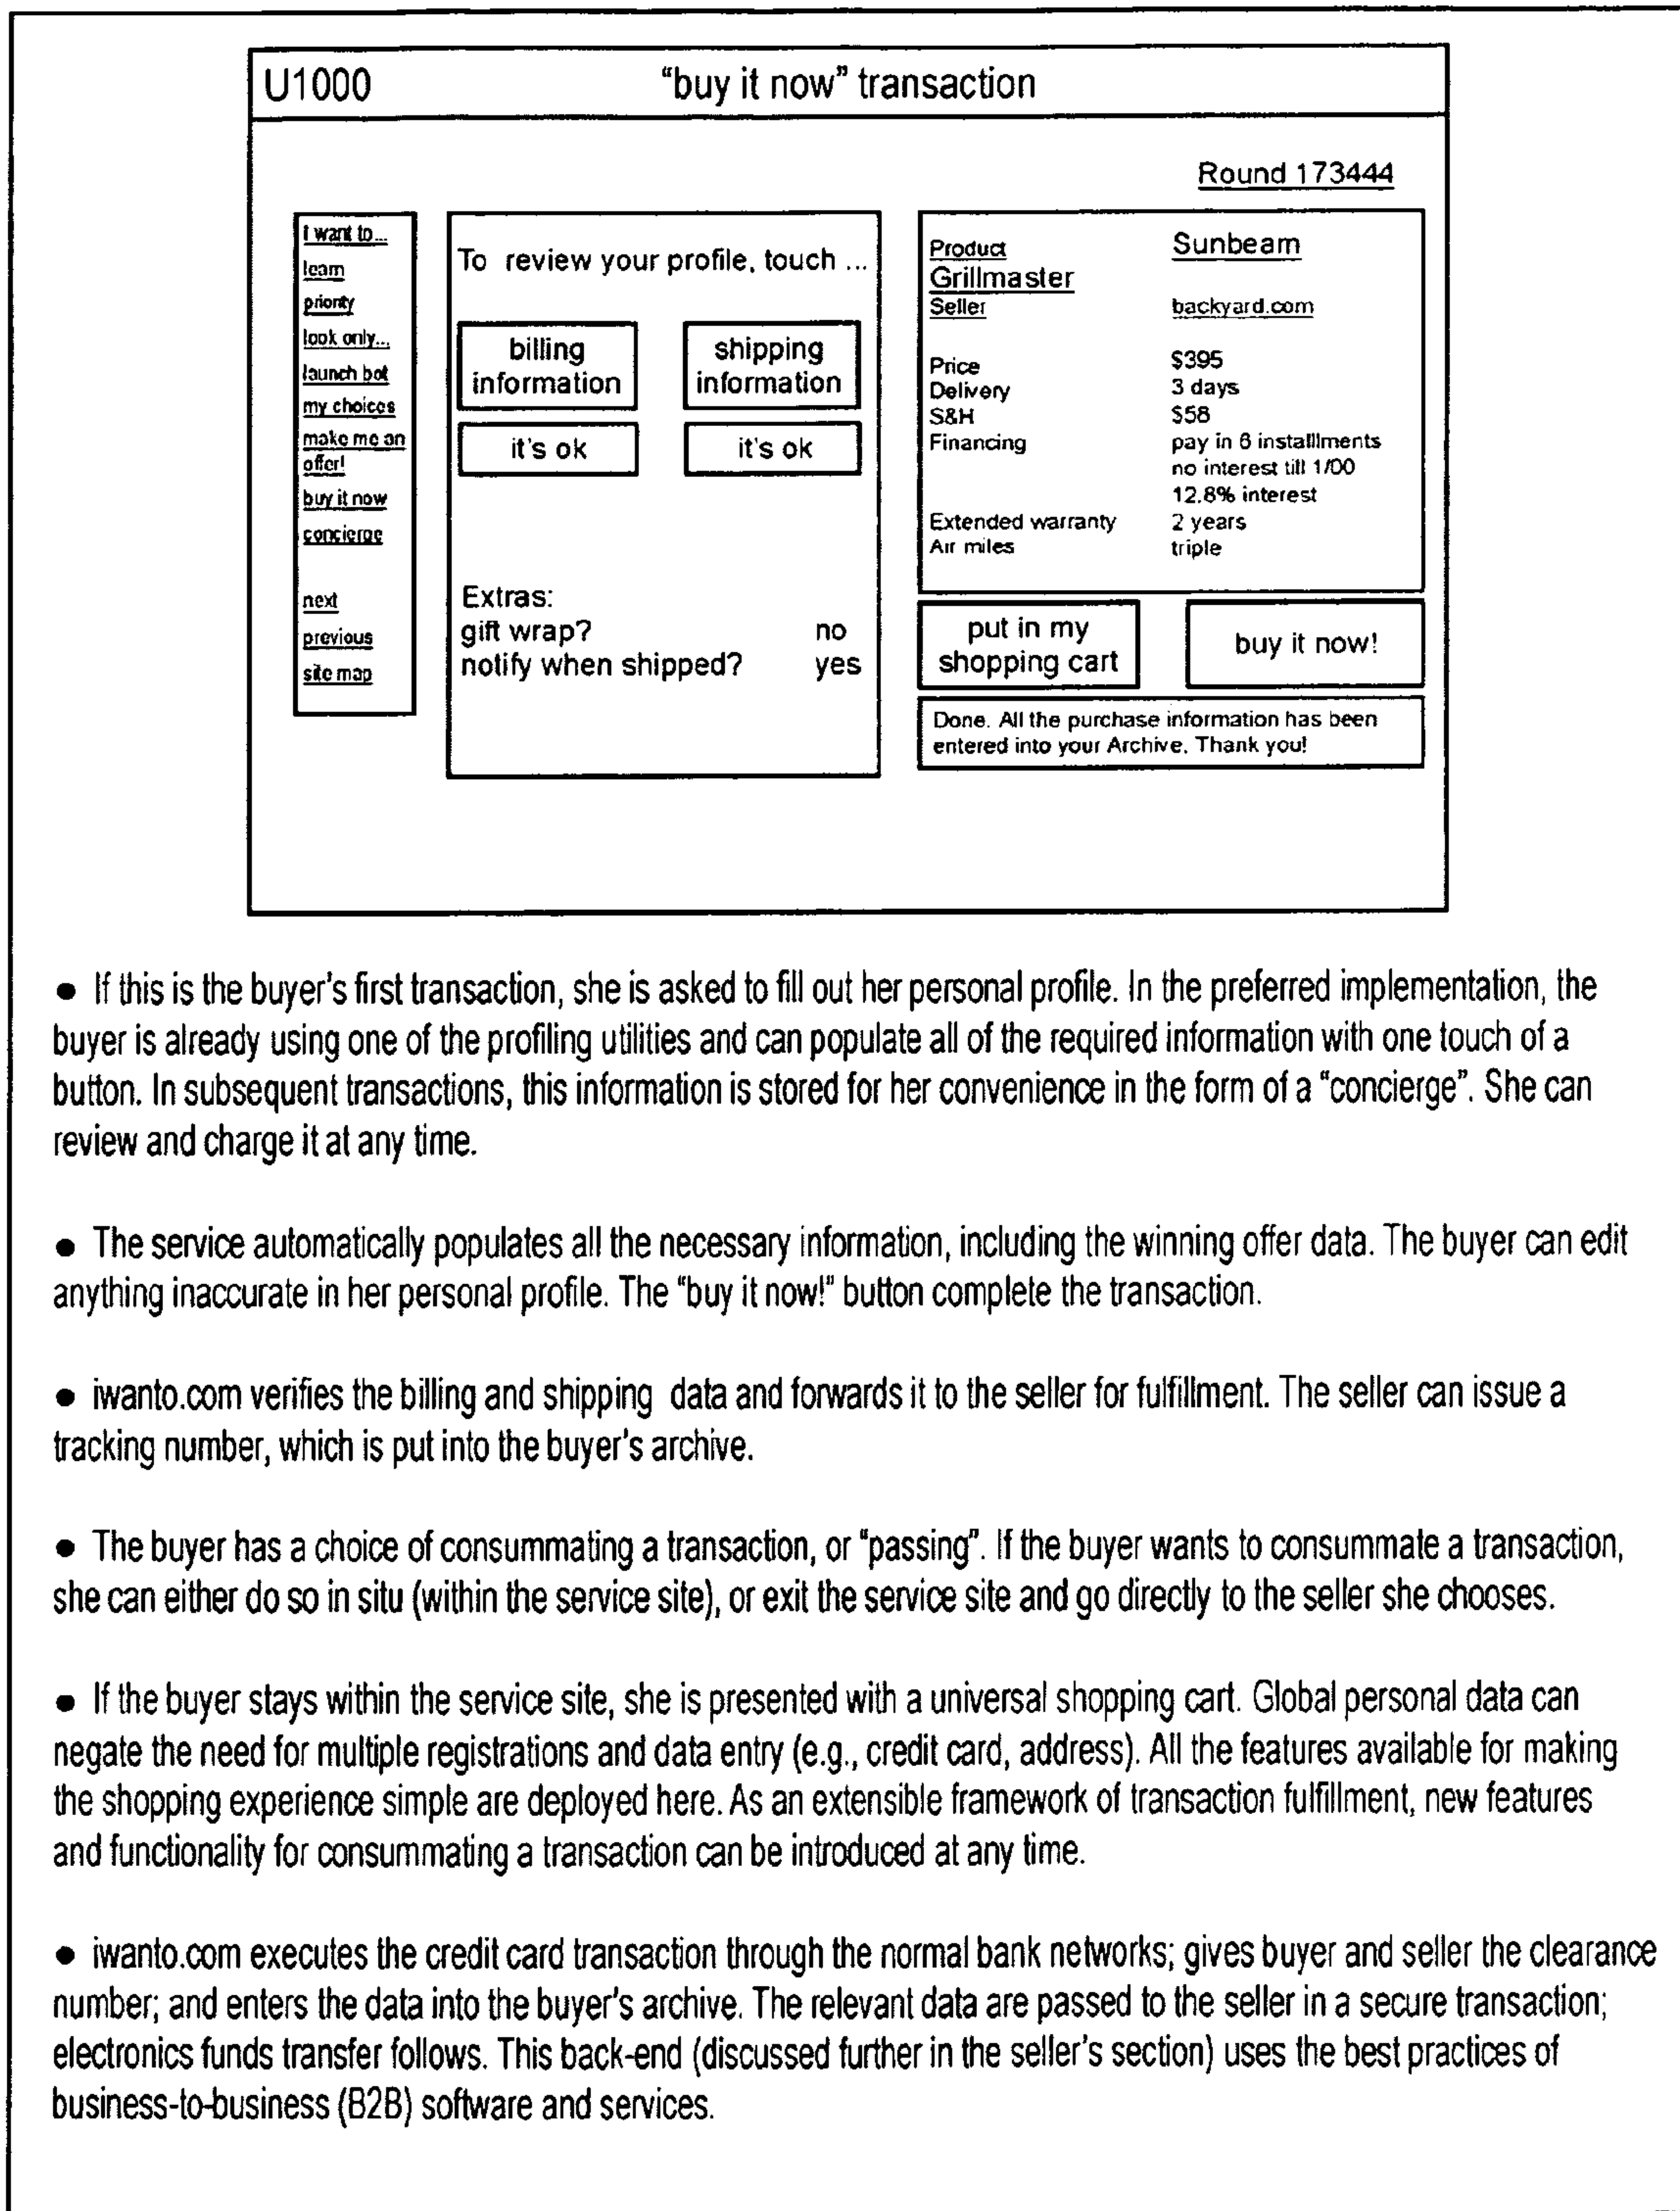 U1000 "buy it now" transaction
Round 173444
I want to...
learn
priority
look only...
launch bot
my choices
make me an
offer!
buy it now
concierge
next
previous
site map
To review your profile, touch ...
billing
information
shipping
information
it's ok
it's ok
Extras:
gift wrap? no
notify when shipped? yes
Product Sunbeam
Grillmaster
Seller backyard.com
Price $395
Delivery 3 days
S&H $58
Financing pay in 6 installlments
no interest till 1/00
12.8% interest
Extended warranty 2 years
Air miles triple
put in my
shopping cart
buy it now!
Done. All the purchase information has been
entered into your Archive. Thank you!
● If this is the buyer's first transaction, she is asked to fill out her personal profile. In the preferred implementation, the
buyer is already using one of the profiling utilities and can populate all of the required information with one touch of a
button. In subsequent transactions, this information is stored for her convenience in the form of a "concierge". She can
review and charge it at any time.
● The service automatically populates all the necessary information, including the winning offer data. The buyer can edit
anything inaccurate in her personal profile. The "buy it now!" button complete the transaction.
● iwanto.com verifies the billing and shipping data and forwards it to the seller for fulfillment. The seller can issue a
tracking number, which is put into the buyer's archive.
● The buyer has a choice of consummating a transaction, or "passing". If the buyer wants to consummate a transaction,
she can either do so in situ (within the service site), or exit the service site and go directly to the seller she chooses.
● If the buyer stays within the service site, she is presented with a universal shopping cart. Global personal data can
negate the need for multiple registrations and data entry (e.g., credit card, address). All the features available for making
the shopping experience simple are deployed here. As an extensible framework of transaction fulfillment, new features
and functionality for consummating a transaction can be introduced at any time.
● iwanto.com executes the credit card transaction through the normal bank networks; gives buyer and seller the clearance
number; and enters the data into the buyer's archive. The relevant data are passed to the seller in a secure transaction;
electronics funds transfer follows. This back-end (discussed further in the seller's section) uses the best practices of
business-to-business (B2B) software and services.